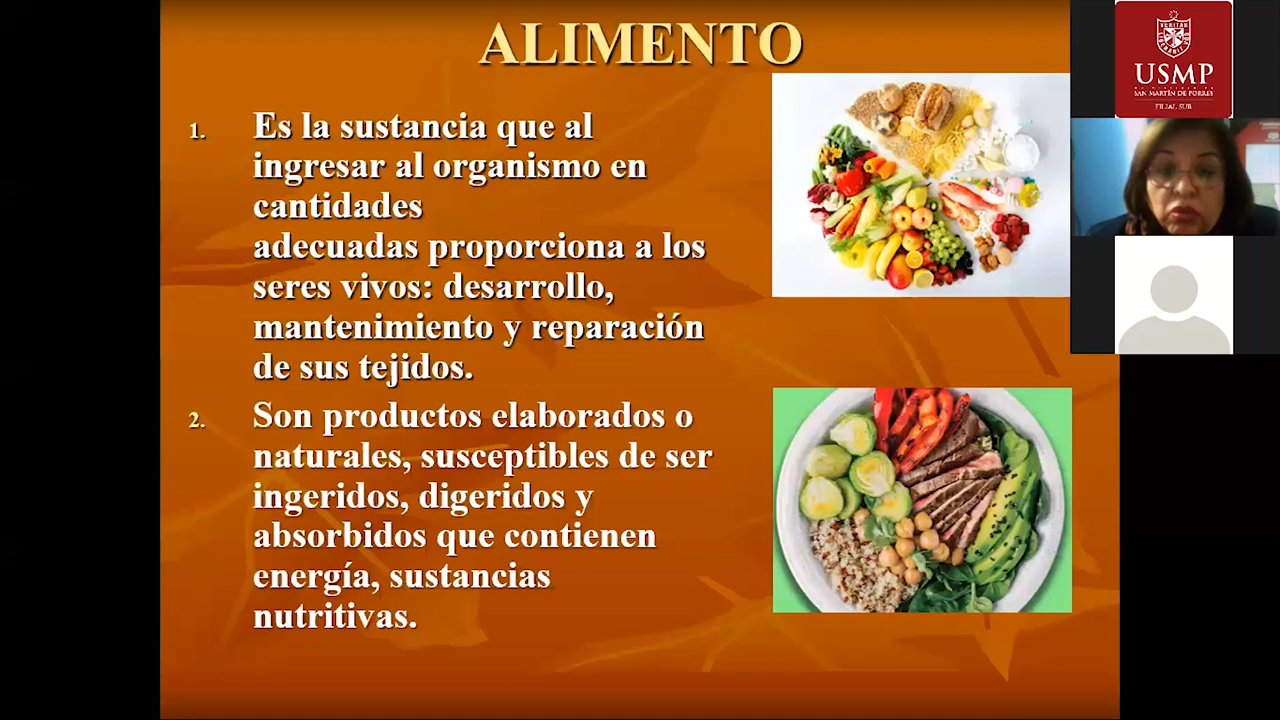 ALIMENTO
1. Es la sustancia que al
ingresar al organismo en
cantidades
adecuadas proporciona a los
seres vivos: desarrollo,
mantenimiento y reparación
de sus tejidos.
2. Son productos elaborados o
naturales, susceptibles de ser
ingeridos, digeridos y
absorbidos que contienen
energía, sustancias
nutritivas.
USMP
SAN MARTÍN DE PORRES
FILIAL SUR